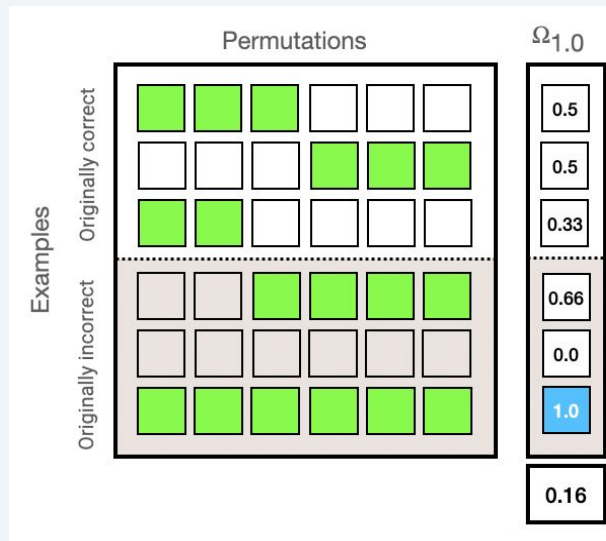 Permutations
Ω1.0
Examples
Originally correct
0.5
0.5
0.33
Originally incorrect
0.66
0.0
1.0
0.16